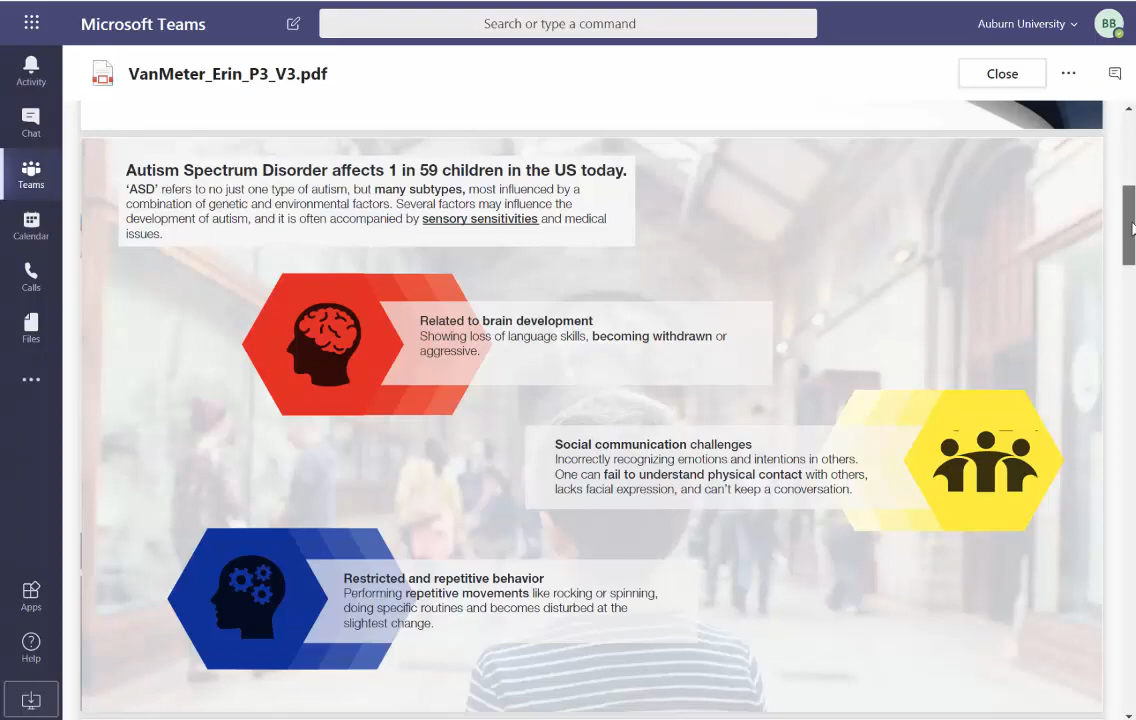 Microsoft Teams
Search or type a command
Auburn University
BB
Activity
Chat
Teams
Calendar
Calls
Files
Apps
Help
VanMeter_Erin_P3_V3.pdf
Close
Autism Spectrum Disorder affects 1 in 59 children in the US today.
‘ASD’ refers to no just one type of autism, but many subtypes, most influenced by a
combination of genetic and environmental factors. Several factors may influence the
development of autism, and it is often accompanied by sensory sensitivities and medical
issues.
Related to brain development
Showing loss of language skills, becoming withdrawn or
aggressive.
Social communication challenges
Incorrectly recognizing emotions and intentions in others.
One can fail to understand physical contact with others,
lacks facial expression, and can’t keep a conoversation.
Restricted and repetitive behavior
Performing repetitive movements like rocking or spinning,
doing specific routines and becomes disturbed at the
slightest change.